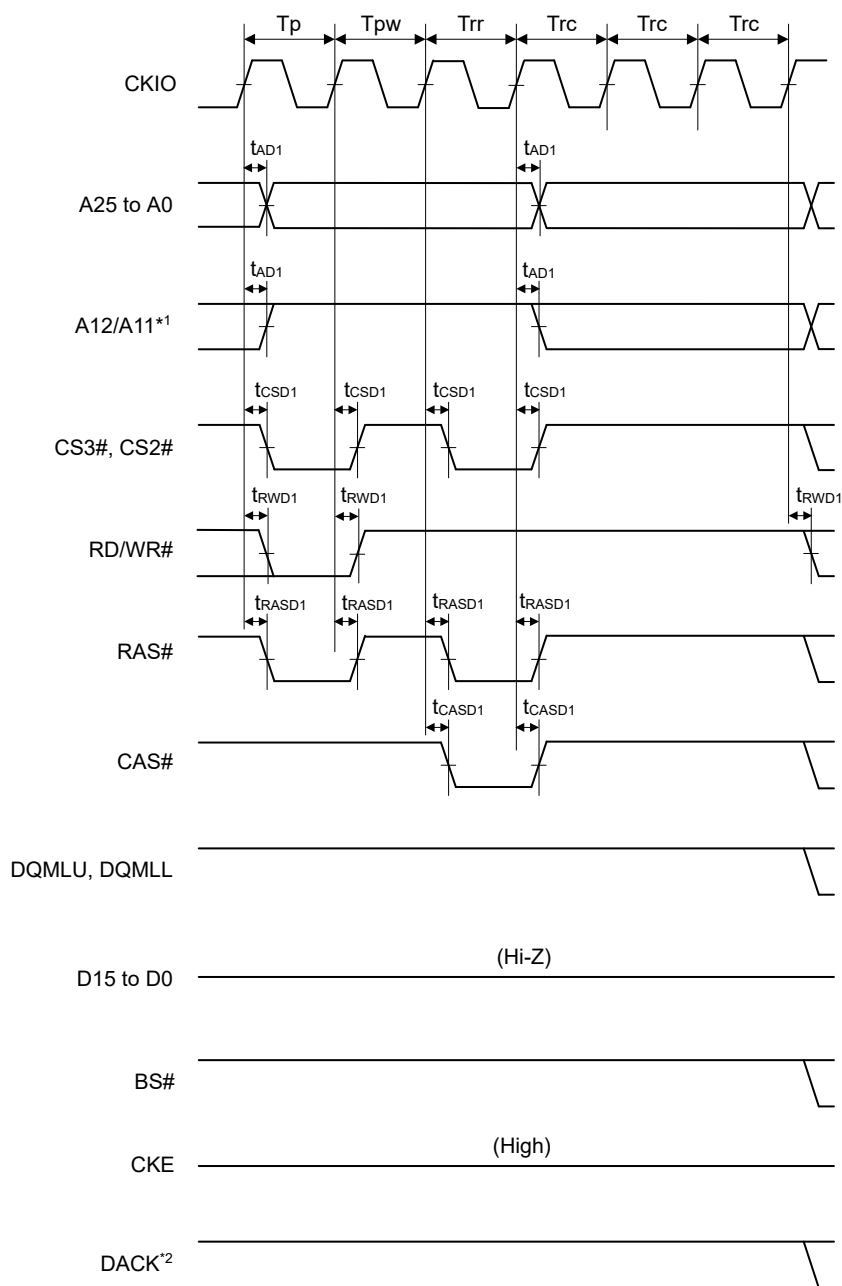 Tp Tpw Trr Trc Trc Trc
CKIO
tAD1 tAD1
A25 to A0
tAD1 tAD1
A12/A11*1
tCSD1 tCSD1 tCSD1 tCSD1
CS3#, CS2#
tRWD1 tRWD1 tRWD1
RD/WR#
tRASD1 tRASD1 tRASD1 tRASD1
RAS#
tCASD1 tCASD1
CAS#
DQMLU, DQMLL
(Hi-Z)
D15 to D0
BS#
(High)
CKE
DACK*2